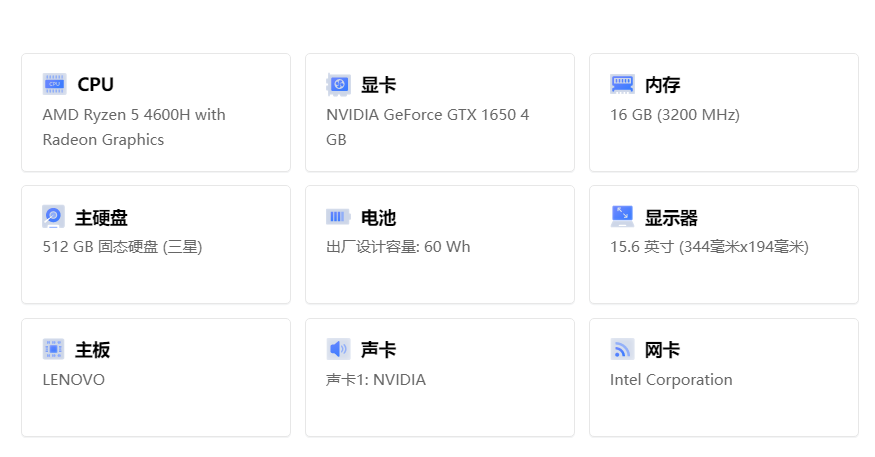 CPU
AMD Ryzen 5 4600H with
Radeon Graphics
显卡
NVIDIA GeForce GTX 1650 4
GB
内存
16 GB (3200 MHz)
主硬盘
512 GB 固态硬盘 (三星)
电池
出厂设计容量: 60 Wh
显示器
15.6 英寸 (344毫米x194毫米)
主板
LENOVO
声卡
声卡1: NVIDIA
网卡
Intel Corporation